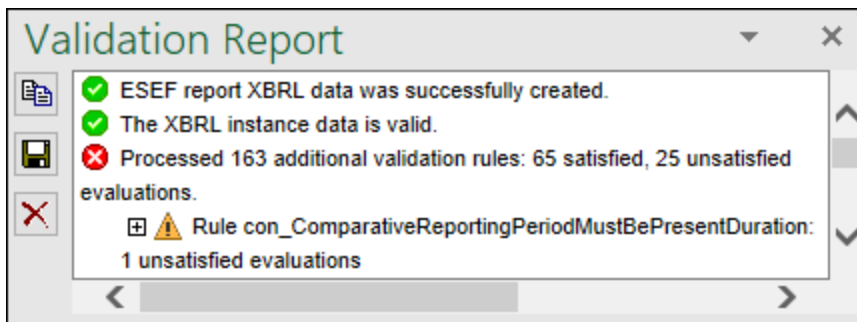 Validation Report
ESEF report XBRL data was successfully created.
The XBRL instance data is valid.
Processed 163 additional validation rules: 65 satisfied, 25 unsatisfied
evaluations.
Rule con_ComparativeReportingPeriodMustBePresentDuration:
1 unsatisfied evaluations